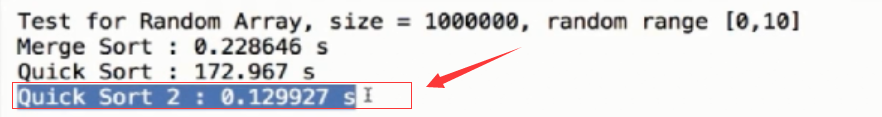 Test for Random Array, size = 1000000, random range [0,10]
Merge Sort : 0.228646 s
Quick Sort : 172.967 s
Quick Sort 2 : 0.129927 s